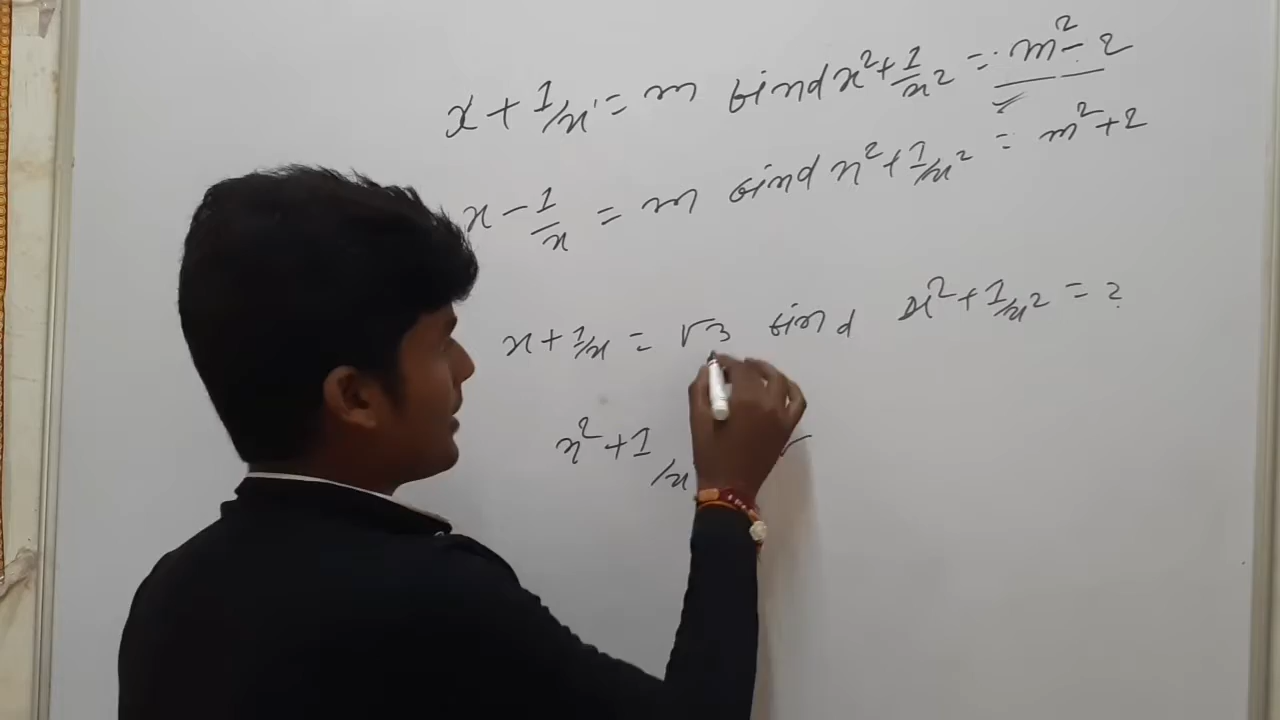 x + 1/x = m find x² + 1/x² = m² - 2
x - 1/x = m find x² + 1/x² = m² + 2
x + 1/x = √3 find x² + 1/x² = ?
x² + 1/x